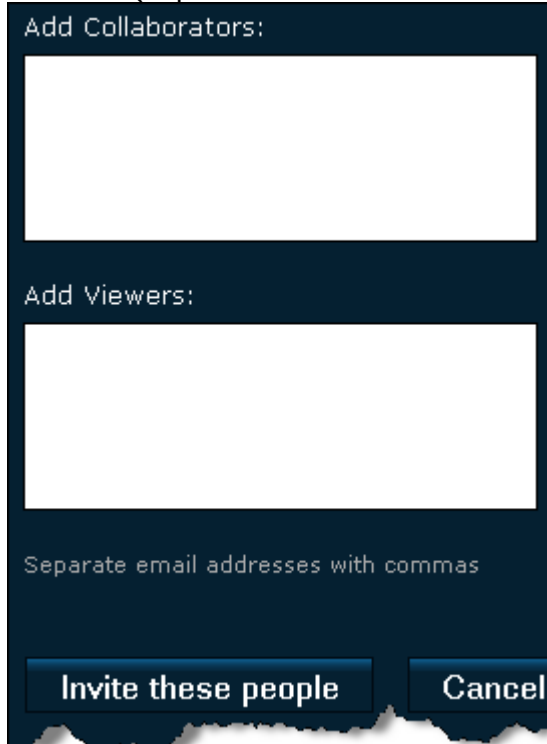 Add Collaborators:
Add Viewers:
Separate email addresses with commas
Invite these people
Cancel